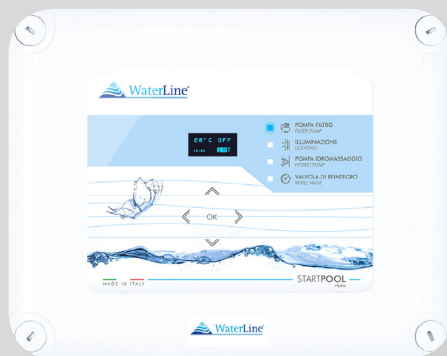 WaterLine®
28°C OFF
POMPA FILTRO
FILTER PUMP
ILLUMINAZIONE
LIGHTING
POMPA IDROMASSAGGIO
HYDRO PUMP
VALVOLA DI REINTEGRO
REFILL VALVE
OK
MADE IN ITALY
STARTPOOL
Hydro
WaterLine®